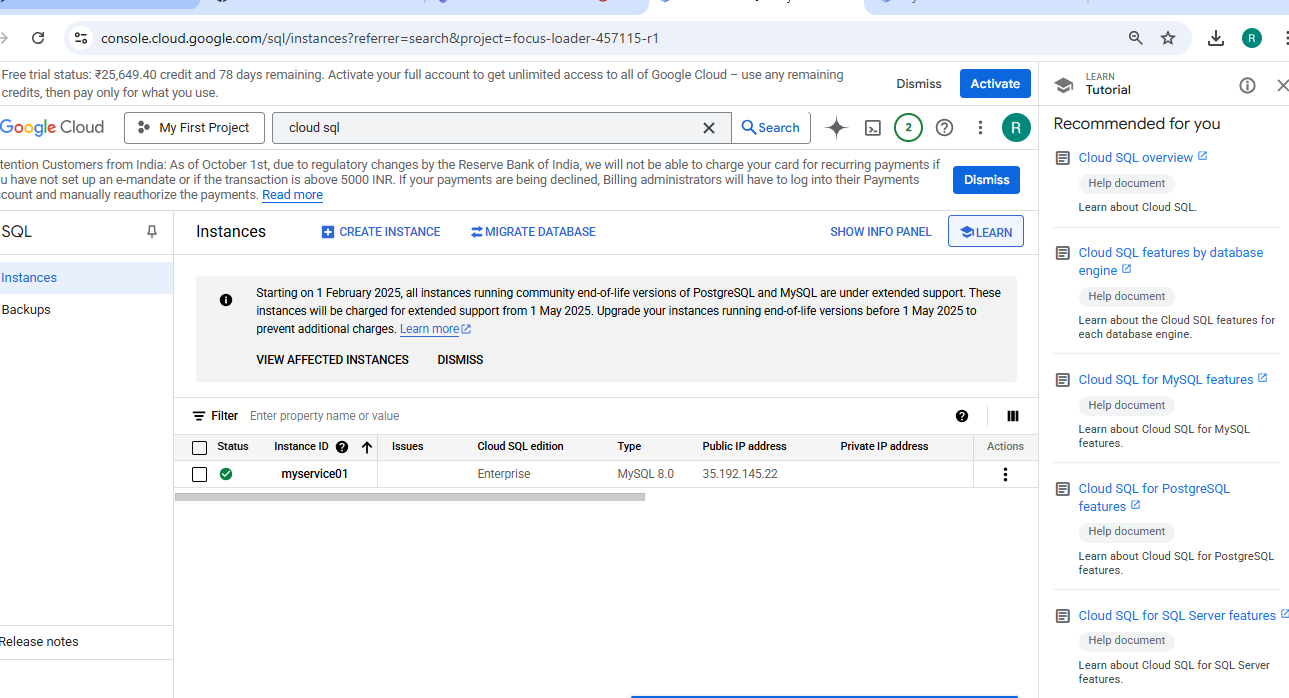 console.cloud.google.com/sql/instances?referrer=search&project=focus-loader-457115-r1
R
Free trial status: ₹25,649.40 credit and 78 days remaining. Activate your full account to get unlimited access to all of Google Cloud – use any remaining
credits, then pay only for what you use.
Dismiss
Activate
Google Cloud
My First Project
cloud sql
Search
2
R
tention Customers from India: As of October 1st, due to regulatory changes by the Reserve Bank of India, we will not be able to charge your card for recurring payments if
u have not set up an e-mandate or if the transaction is above 5000 INR. If your payments are being declined, Billing administrators will have to log into their Payments
count and manually reauthorize the payments. Read more
Dismiss
SQL
Instances
Backups
Release notes
Instances
CREATE INSTANCE
MIGRATE DATABASE
SHOW INFO PANEL
LEARN
Starting on 1 February 2025, all instances running community end-of-life versions of PostgreSQL and MySQL are under extended support. These
instances will be charged for extended support from 1 May 2025. Upgrade your instances running end-of-life versions before 1 May 2025 to
prevent additional charges. Learn more
VIEW AFFECTED INSTANCES DISMISS
Filter Enter property name or value
Status Instance ID Issues Cloud SQL edition Type Public IP address Private IP address Actions
myservice01 Enterprise MySQL 8.0 35.192.145.22
LEARN
Tutorial
Recommended for you
Cloud SQL overview
Help document
Learn about Cloud SQL.
Cloud SQL features by database
engine
Help document
Learn about the Cloud SQL features for
each database engine.
Cloud SQL for MySQL features
Help document
Learn about Cloud SQL for MySQL
features.
Cloud SQL for PostgreSQL
features
Help document
Learn about Cloud SQL for PostgreSQL
features.
Cloud SQL for SQL Server features
Help document
Learn about Cloud SQL for SQL Server
features.